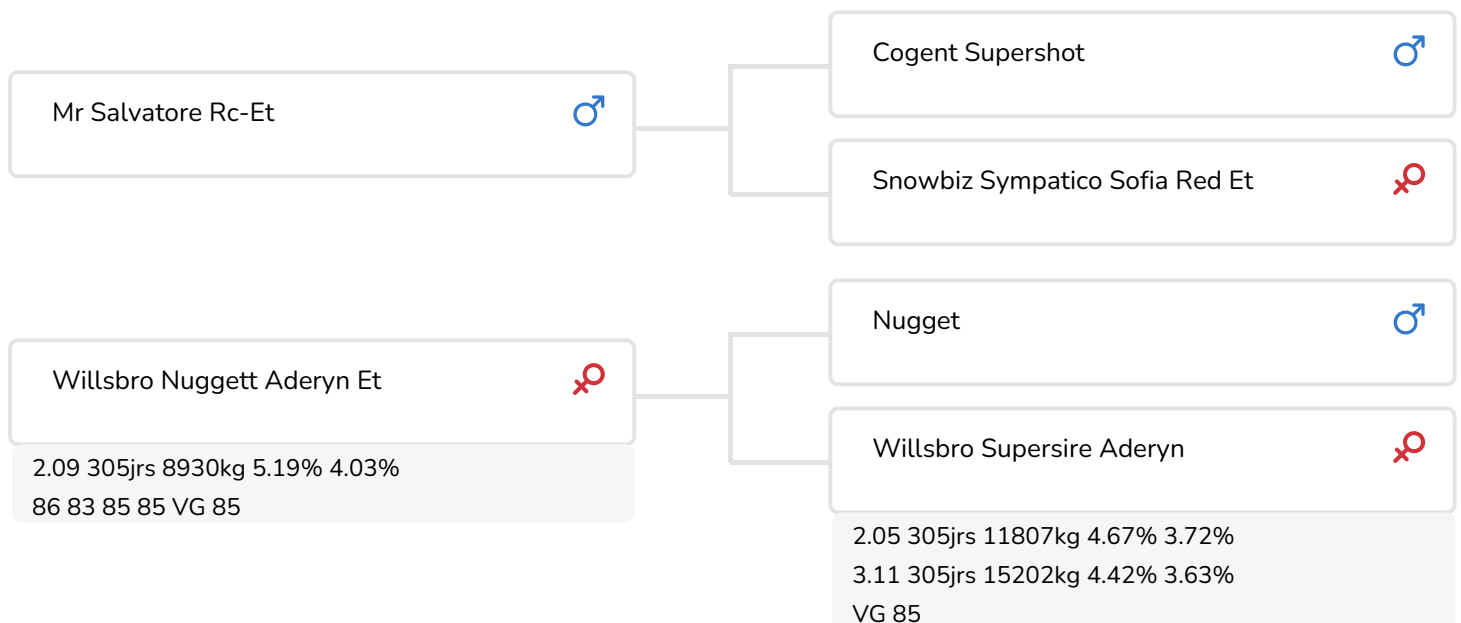 Mr Salvatore Rc-Et
Cogent Supershot
Snowbiz Sympatico Sofia Red Et
Willsbro Nuggett Aderyn Et
2.09 305jrs 8930kg 5.19% 4.03%
86 83 85 85 VG 85
Nugget
Willsbro Supersire Aderyn
2.05 305jrs 11807kg 4.67% 3.72%
3.11 305jrs 15202kg 4.42% 3.63%
VG 85